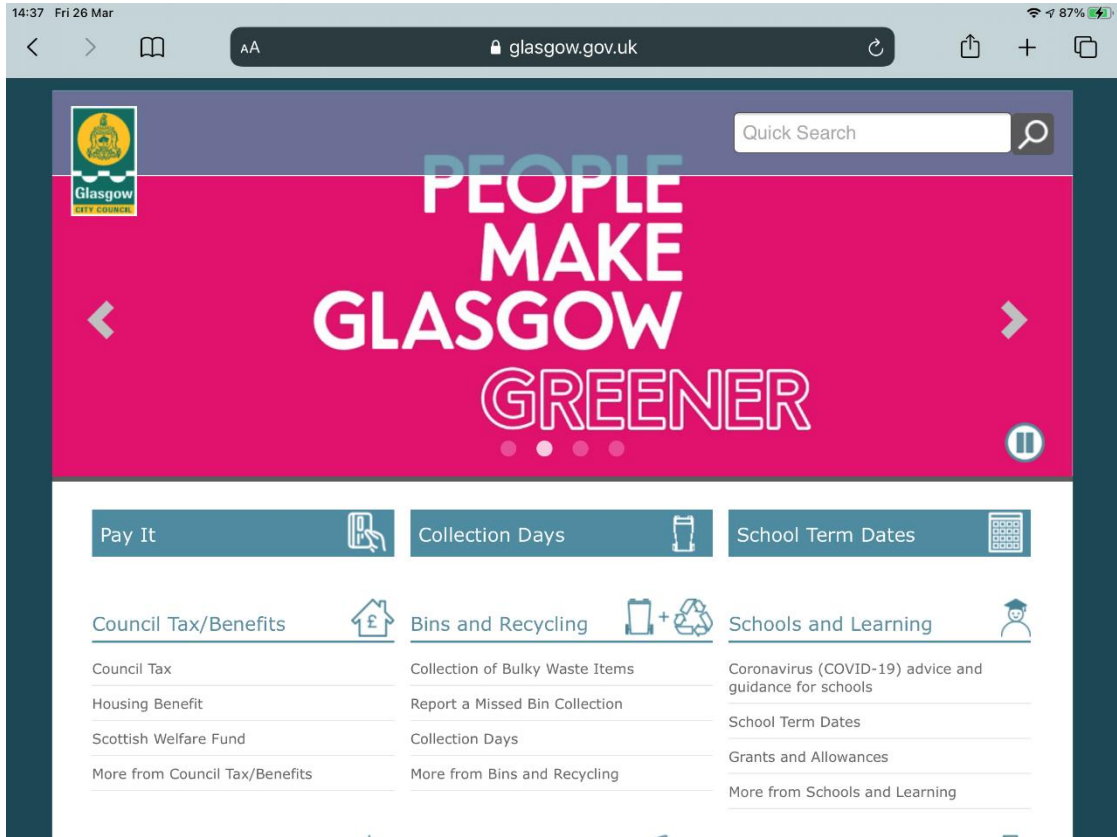 14:37 Fri 26 Mar
87%
AA
glasgow.gov.uk
Glasgow
CITY COUNCIL
Quick Search
PEOPLE
MAKE
GLASGOW
GREENER
Pay It
Collection Days
School Term Dates
Council Tax/Benefits
£
Council Tax
Housing Benefit
Scottish Welfare Fund
More from Council Tax/Benefits
Bins and Recycling
+
Collection of Bulky Waste Items
Report a Missed Bin Collection
Collection Days
More from Bins and Recycling
Schools and Learning
Coronavirus (COVID-19) advice and
guidance for schools
School Term Dates
Grants and Allowances
More from Schools and Learning